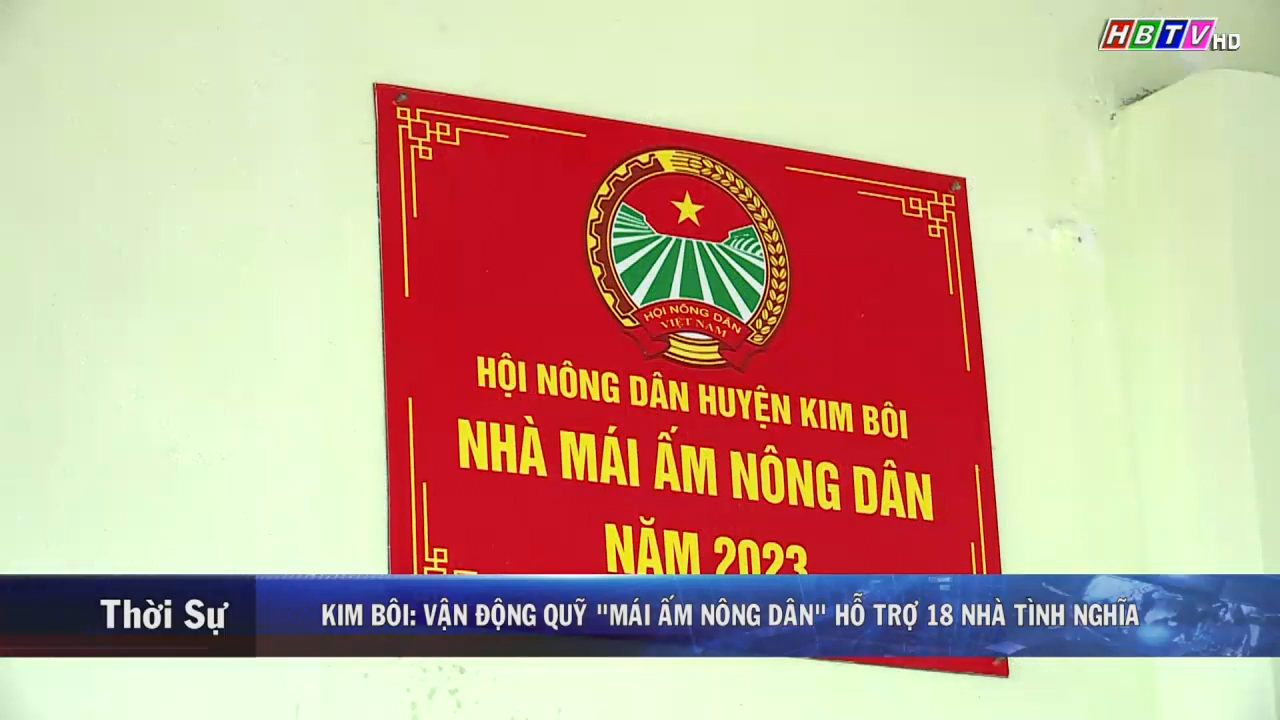 HBTV HD
HỘI NÔNG DÂN
VIỆT NAM
HỘI NÔNG DÂN HUYỆN KIM BÔI
NHÀ MÁI ẤM NÔNG DÂN
NĂM 2023
Thời Sự
KIM BÔI: VẬN ĐỘNG QUỸ "MÁI ẤM NÔNG DÂN" HỖ TRỢ 18 NHÀ TÌNH NGHĨA